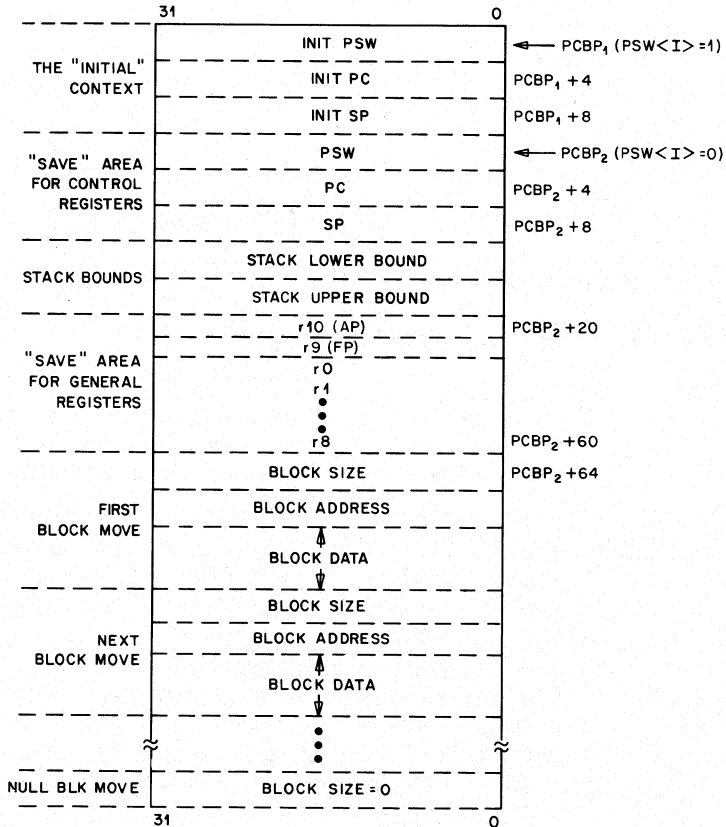 31 0
INIT PSW
PCBP₁ (PSW<I>=1)
THE "INITIAL"
CONTEXT
INIT PC
PCBP₁ +4
INIT SP
PCBP₁ +8
"SAVE" AREA
FOR CONTROL
REGISTERS
PSW
PCBP₂ (PSW<I>=0)
PC
PCBP₂ +4
SP
PCBP₂ +8
STACK BOUNDS
STACK LOWER BOUND
STACK UPPER BOUND
"SAVE" AREA
FOR GENERAL
REGISTERS
r10 (AP)
PCBP₂ +20
r9 (FP)
r0
r1
r8
PCBP₂ +60
FIRST
BLOCK MOVE
BLOCK SIZE
PCBP₂ +64
BLOCK ADDRESS
BLOCK DATA
NEXT
BLOCK MOVE
BLOCK SIZE
BLOCK ADDRESS
BLOCK DATA
NULL BLK MOVE
BLOCK SIZE=0
31 0